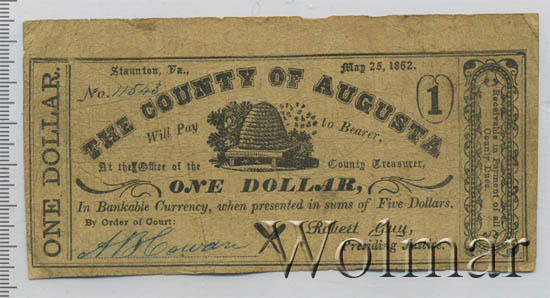 ONE DOLLAR.
Staunton, Va., May 25, 1862.
No.
THE COUNTY OF AUGUSTA
1
Will Pay to Bearer,
At the Office of the County Treasurer,
ONE DOLLAR,
In Bankable Currency, when presented in sums of Five Dollars.
By Order of Court:
Robert Guy,
Presiding Justice.
Receivable in Payment of all
County Dues.
Wolmar